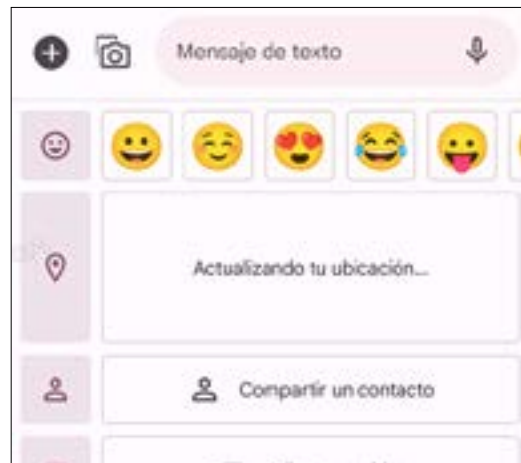 Mensaje de texto
Actualizando tu ubicación...
Compartir un contacto